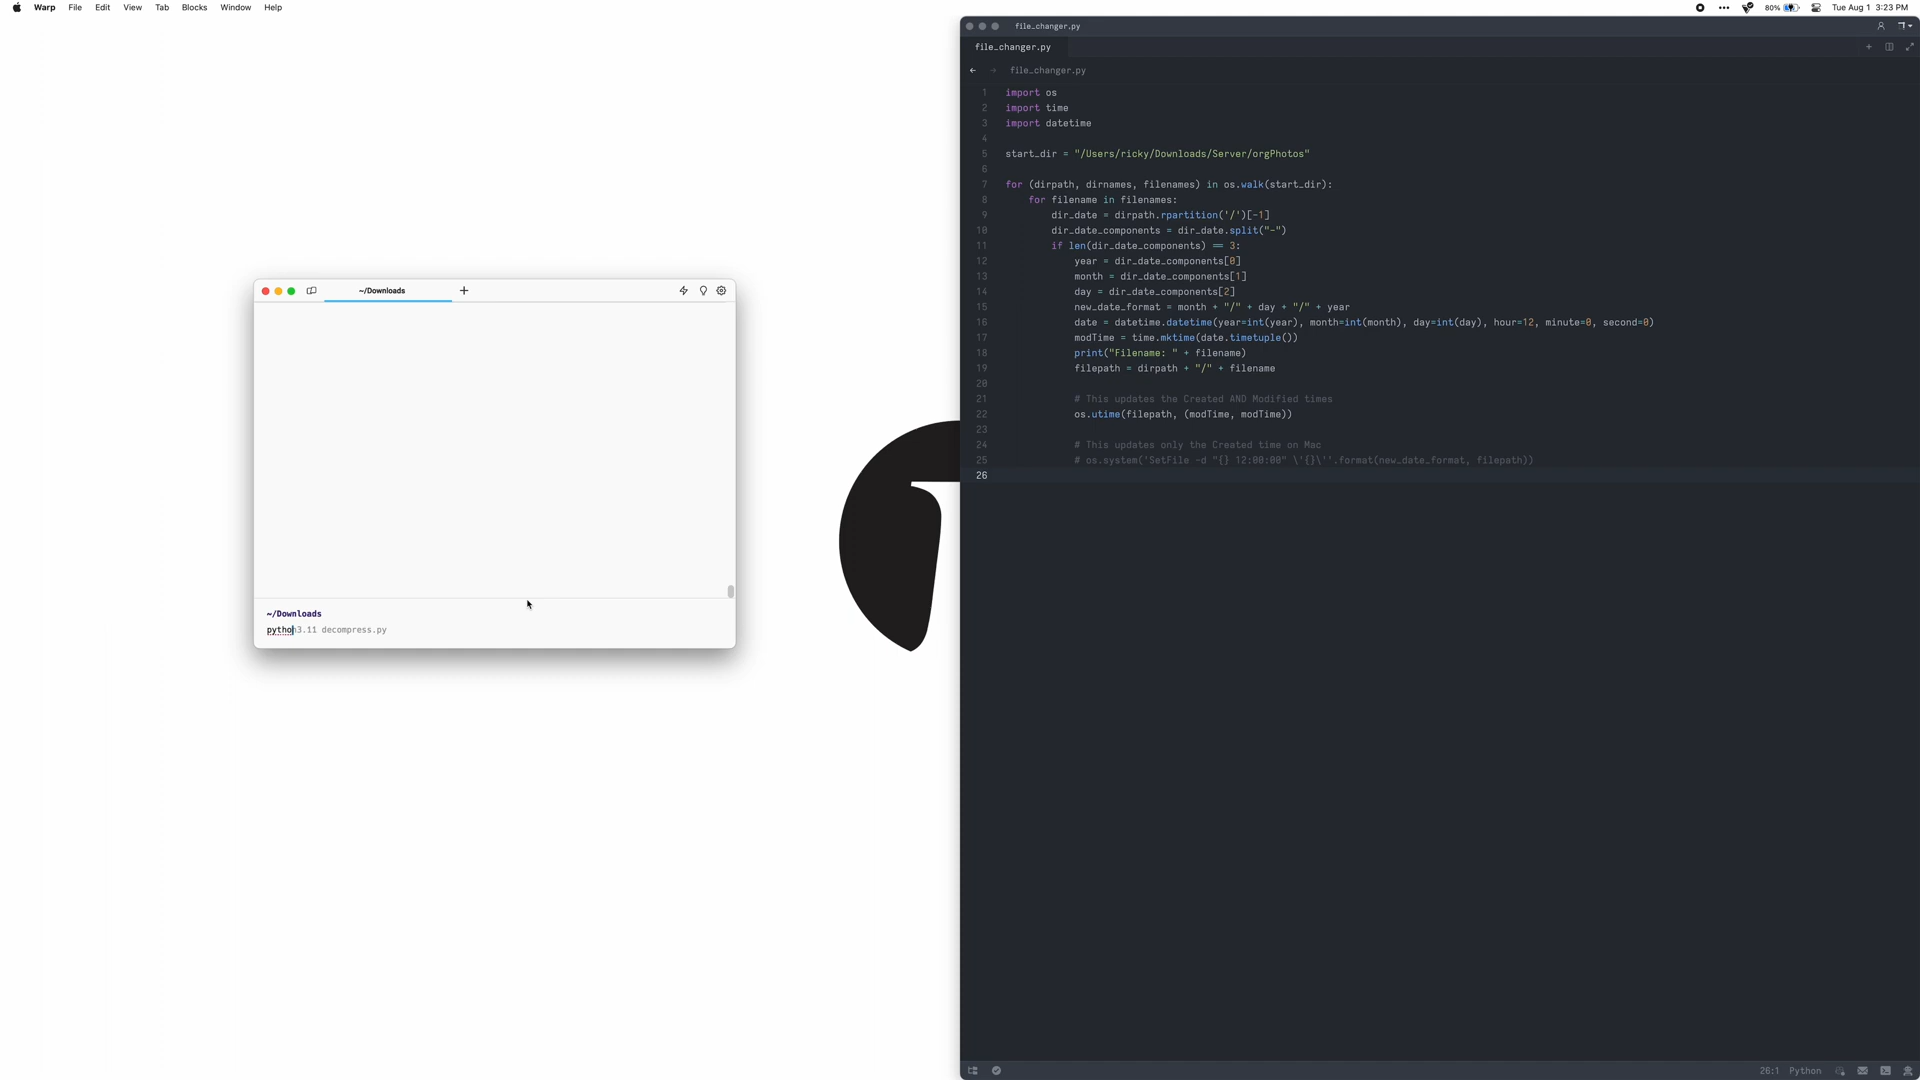 Warp File Edit View Tab Blocks Window Help
80% Tue Aug 1 3:23 PM
~/Downloads
~/Downloads
python3.11 decompress.py
file_changer.py
file_changer.py
file_changer.py
1 import os
2 import time
3 import datetime
4
5 start_dir = "/Users/ricky/Downloads/Server/orgPhotos"
6
7 for (dirpath, dirnames, filenames) in os.walk(start_dir):
8 for filename in filenames:
9 dir_date = dirpath.rpartition('/')[-1]
10 dir_date_components = dir_date.split("-")
11 if len(dir_date_components) == 3:
12 year = dir_date_components[0]
13 month = dir_date_components[1]
14 day = dir_date_components[2]
15 new_date_format = month + "/" + day + "/" + year
16 date = datetime.datetime(year=int(year), month=int(month), day=int(day), hour=12, minute=0, second=0)
17 modTime = time.mktime(date.timetuple())
18 print("Filename: " + filename)
19 filepath = dirpath + "/" + filename
20
21 # This updates the Created AND Modified times
22 os.utime(filepath, (modTime, modTime))
23
24 # This updates only the Created time on Mac
25 # os.system('SetFile -d "{} 12:00:00" \'{}\''.format(new_date_format, filepath))
26
26:1 Python